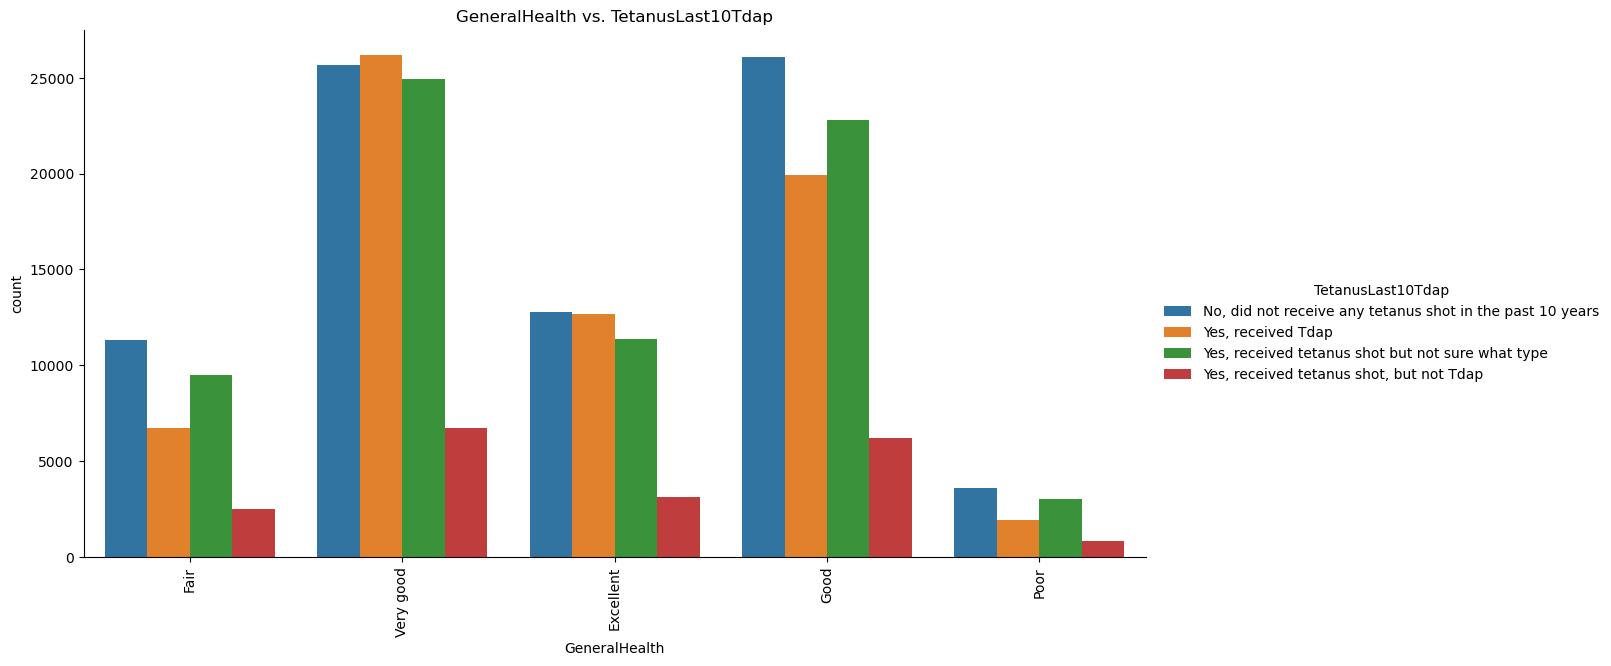 GeneralHealth vs. TetanusLast10Tdap
count
25000
20000
15000
10000
5000
0
Fair
Very good
Excellent
Good
Poor
GeneralHealth
TetanusLast10Tdap
No, did not receive any tetanus shot in the past 10 years
Yes, received Tdap
Yes, received tetanus shot but not sure what type
Yes, received tetanus shot, but not Tdap